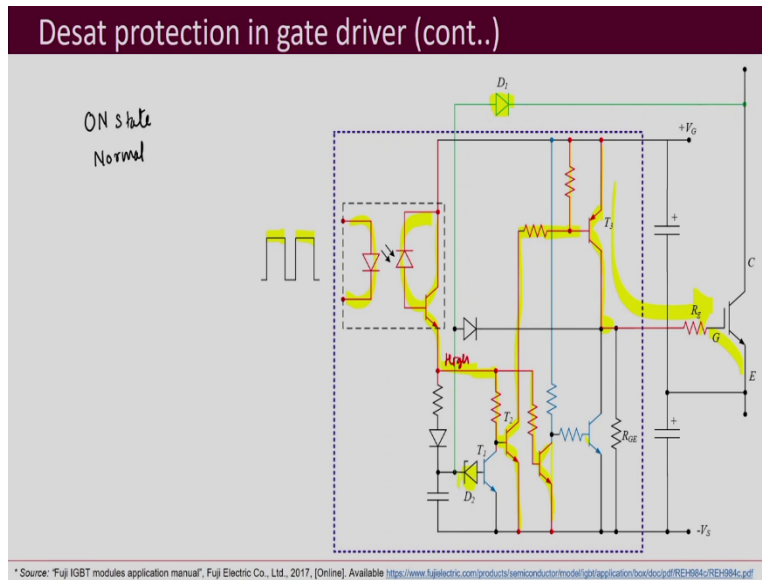 Desat protection in gate driver (cont..)
ON state
Normal
D1
+VG
T3
+
C
Rg
G
High
E
T2
+
RGE
T1
D2
-VS
* Source: "Fuji IGBT modules application manual", Fuji Electric Co., Ltd., 2017, [Online]. Available https://www.fujielectric.com/products/semiconductor/model/igbt/application/box/doc/pdf/REH984c/REH984c.pdf